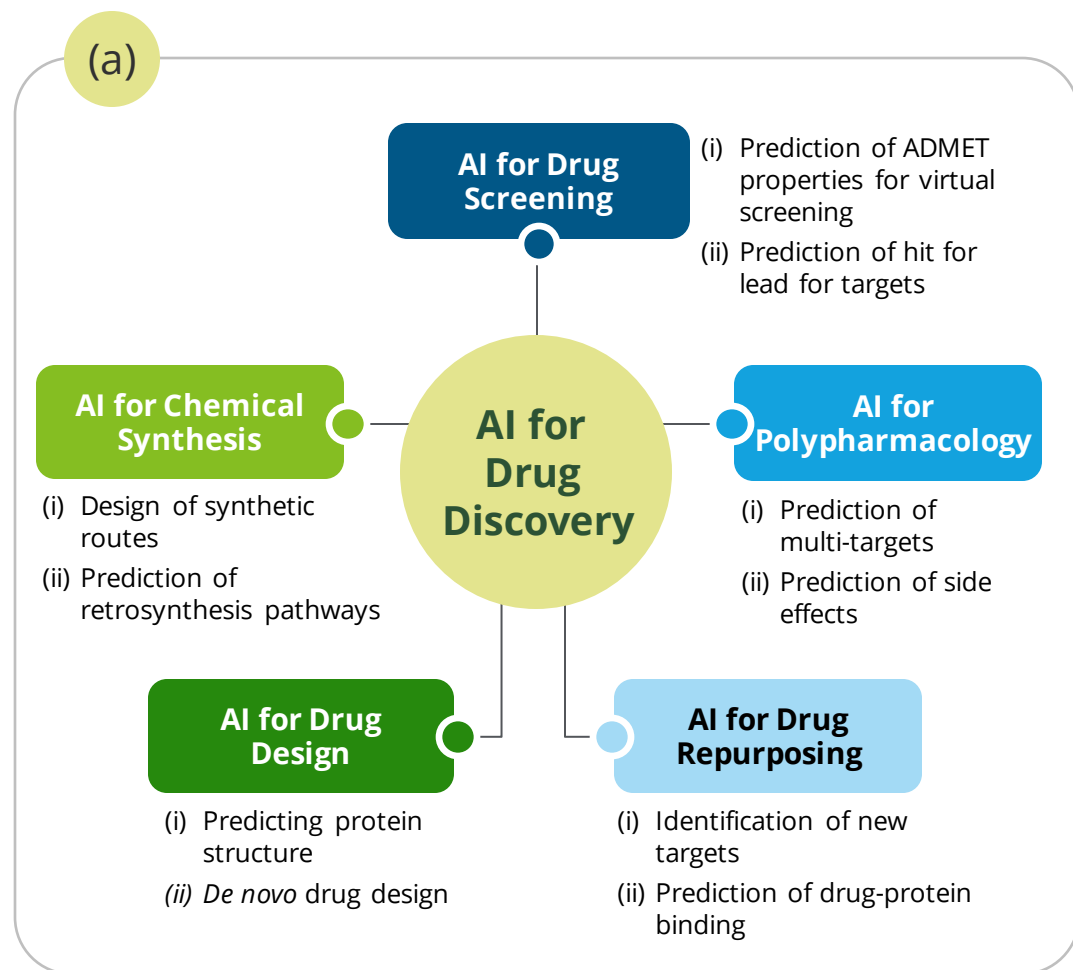 (a)
AI for Drug
Screening
(i) Prediction of ADMET
properties for virtual
screening
(ii) Prediction of hit for
lead for targets
AI for Chemical
Synthesis
(i) Design of synthetic
routes
(ii) Prediction of
retrosynthesis pathways
AI for
Drug
Discovery
AI for
Polypharmacology
(i) Prediction of
multi-targets
(ii) Prediction of side
effects
AI for Drug
Design
(i) Predicting protein
structure
(ii) De novo drug design
AI for Drug
Repurposing
(i) Identification of new
targets
(ii) Prediction of drug-protein
binding